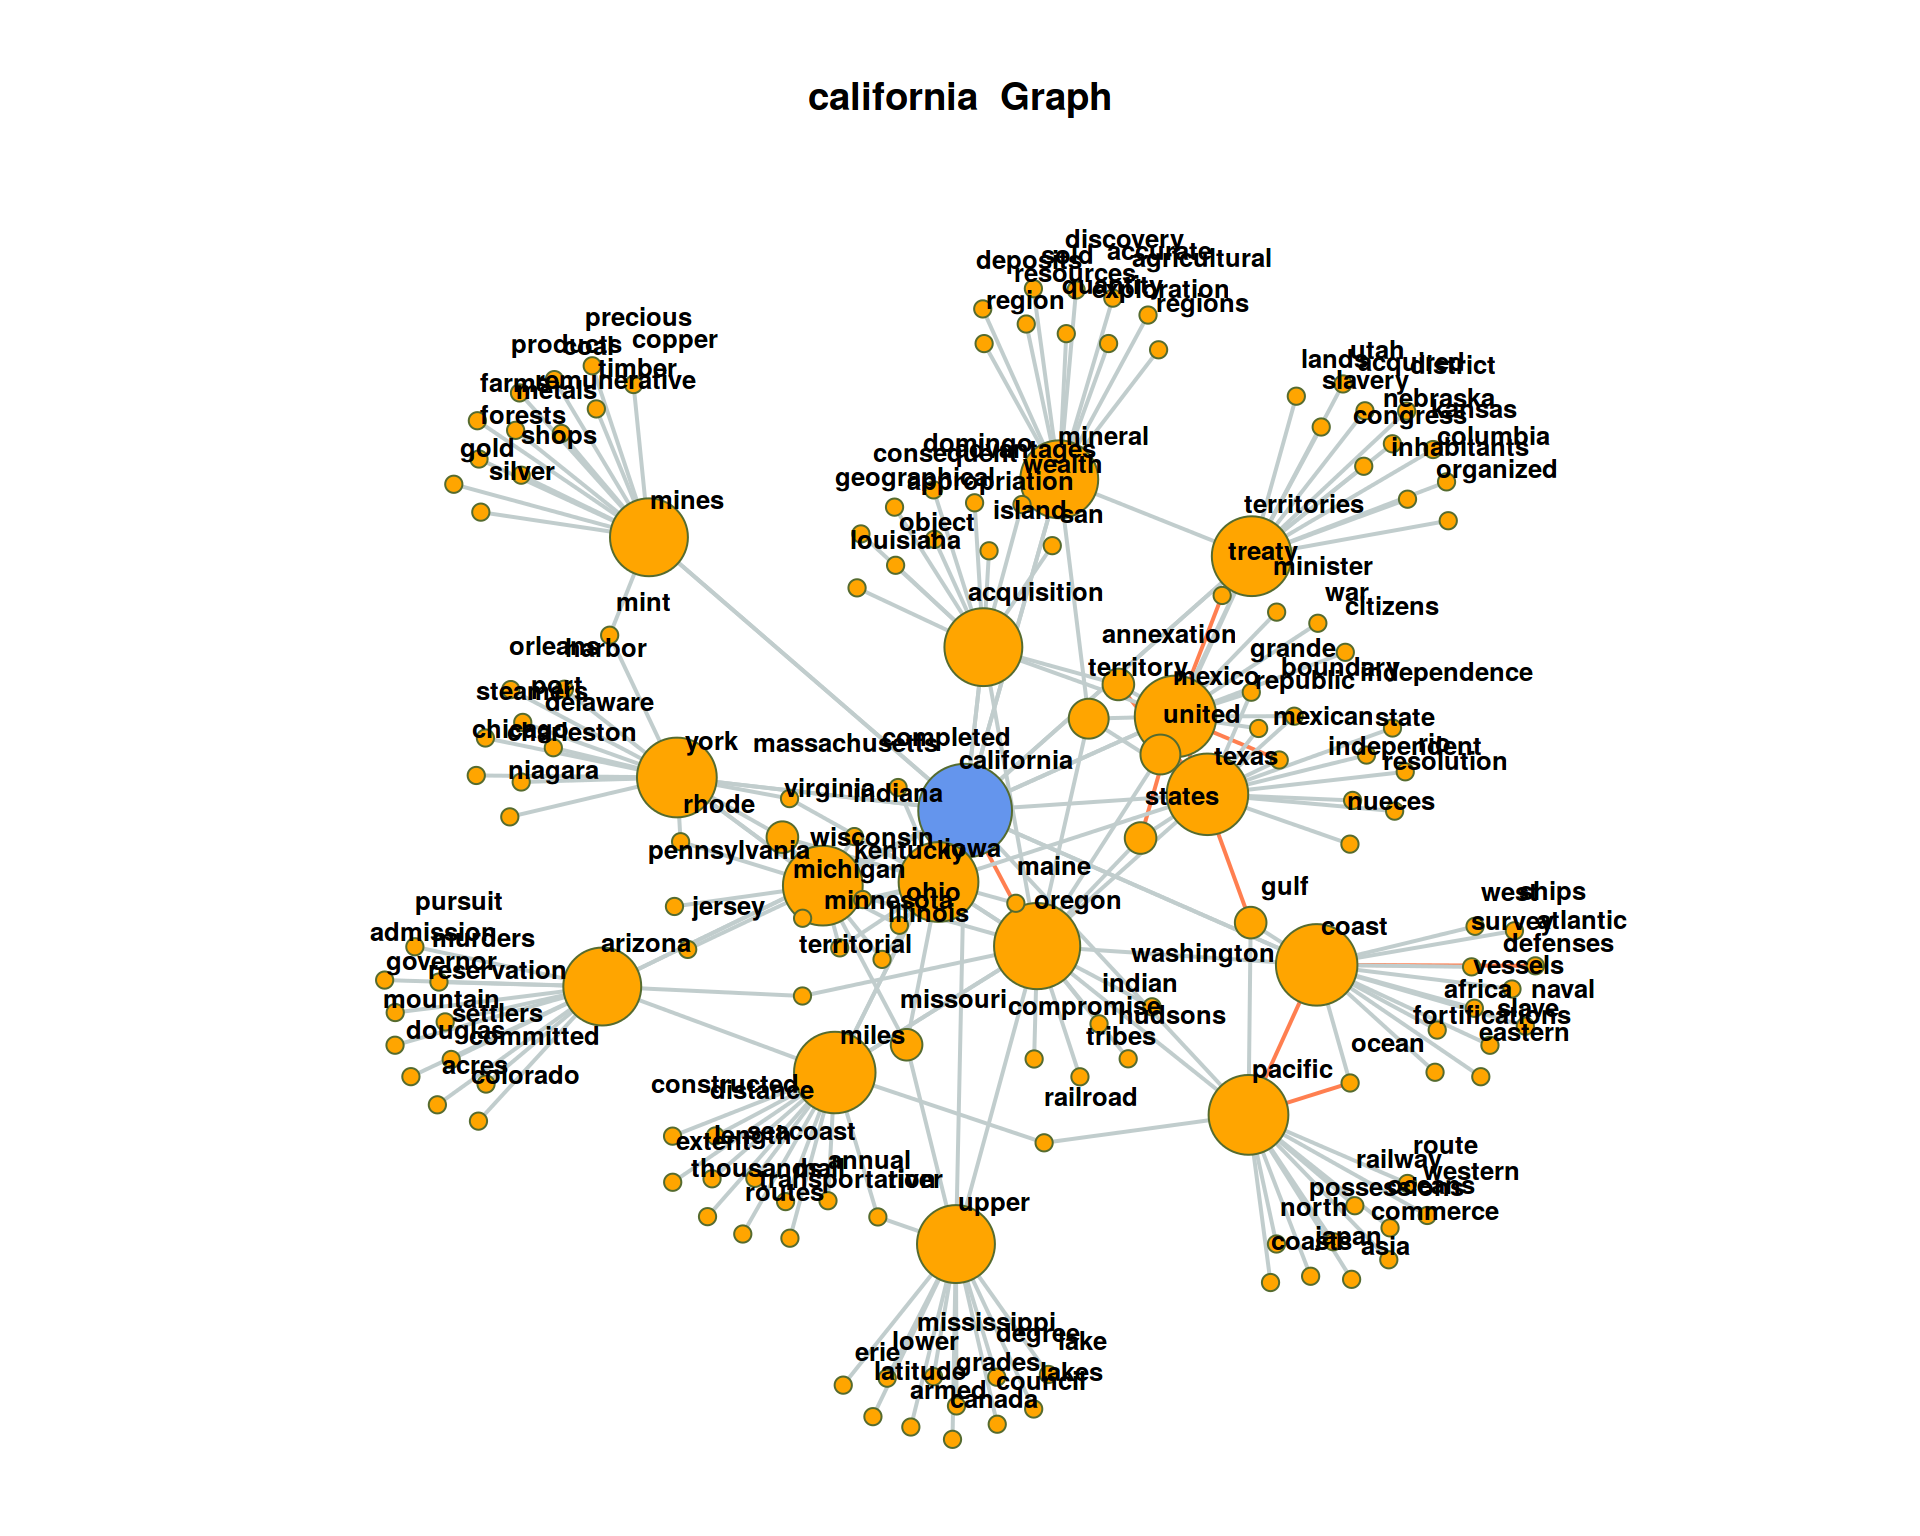 california  Graph
discovery
deposits
sold
accurate
agricultural
resources
quantity
exploration
region
regions
precious
products
coal
copper
timber
farms
remunerative
metals
forests
shops
gold
silver
mines
utah
lands
acquired
district
slavery
nebraska
congress
kansas
columbia
inhabitants
organized
mineral
domingo
advantages
consequent
wealth
geographical
appropriation
island
san
object
louisiana
territories
treaty
minister
war
citizens
acquisition
mint
orleans
harbor
port
steamers
delaware
chicago
charleston
york
niagara
annexation
grande
territory
mexico
boundary
independence
republic
united
mexican
state
independent
rio
texas
resolution
states
nueces
massachusetts
completed
california
virginia
indiana
rhode
wisconsin
pennsylvania
kentucky
iowa
michigan
maine
ohio
minnesota
oregon
jersey
illinois
territorial
gulf
coast
west
ships
survey
atlantic
defenses
washington
vessels
indian
africa
naval
slave
compromise
hudsons
fortifications
eastern
tribes
ocean
missouri
pacific
pursuit
admission
murders
arizona
governor
reservation
mountain
settlers
douglas
committed
acres
colorado
miles
constructed
distance
railroad
length
seacoast
extent
annual
thousands
mail
transportation
river
routes
upper
route
railway
western
possessions
oceans
north
commerce
japan
coasts
asia
mississippi
degree
lower
lake
erie
grades
latitude
lakes
council
armed
canada